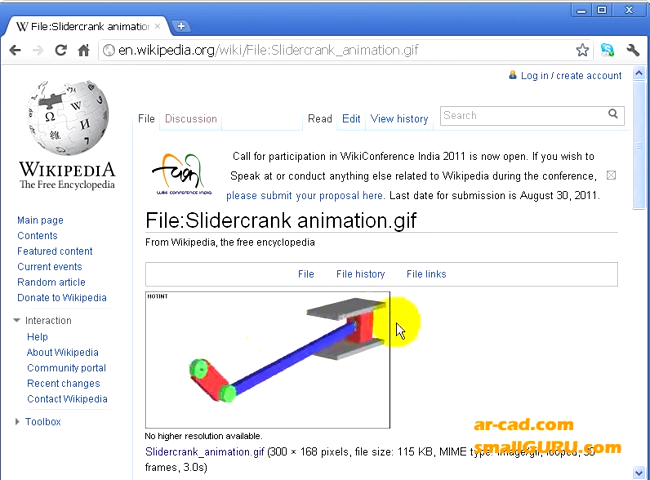 File:Slidercrank animation
en.wikipedia.org/wiki/File:Slidercrank_animation.gif
Log in / create account
WIKIPEDIA
The Free Encyclopedia
File
Discussion
Read
Edit
View history
Search
Call for participation in WikiConference India 2011 is now open. If you wish to
Speak at or conduct anything else related to Wikipedia during the conference,
please submit your proposal here. Last date for submission is August 30, 2011.
WIKI CONFERENCE INDIA
File:Slidercrank animation.gif
From Wikipedia, the free encyclopedia
Main page
Contents
Featured content
Current events
Random article
Donate to Wikipedia
Interaction
Help
About Wikipedia
Community portal
Recent changes
Contact Wikipedia
Toolbox
File
File history
File links
HOTINT
No higher resolution available.
Slidercrank_animation.gif (300 × 168 pixels, file size: 115 KB, MIME type: image/gif, looped, 30
frames, 3.0s)
ar-cad.com
smallGURU.com